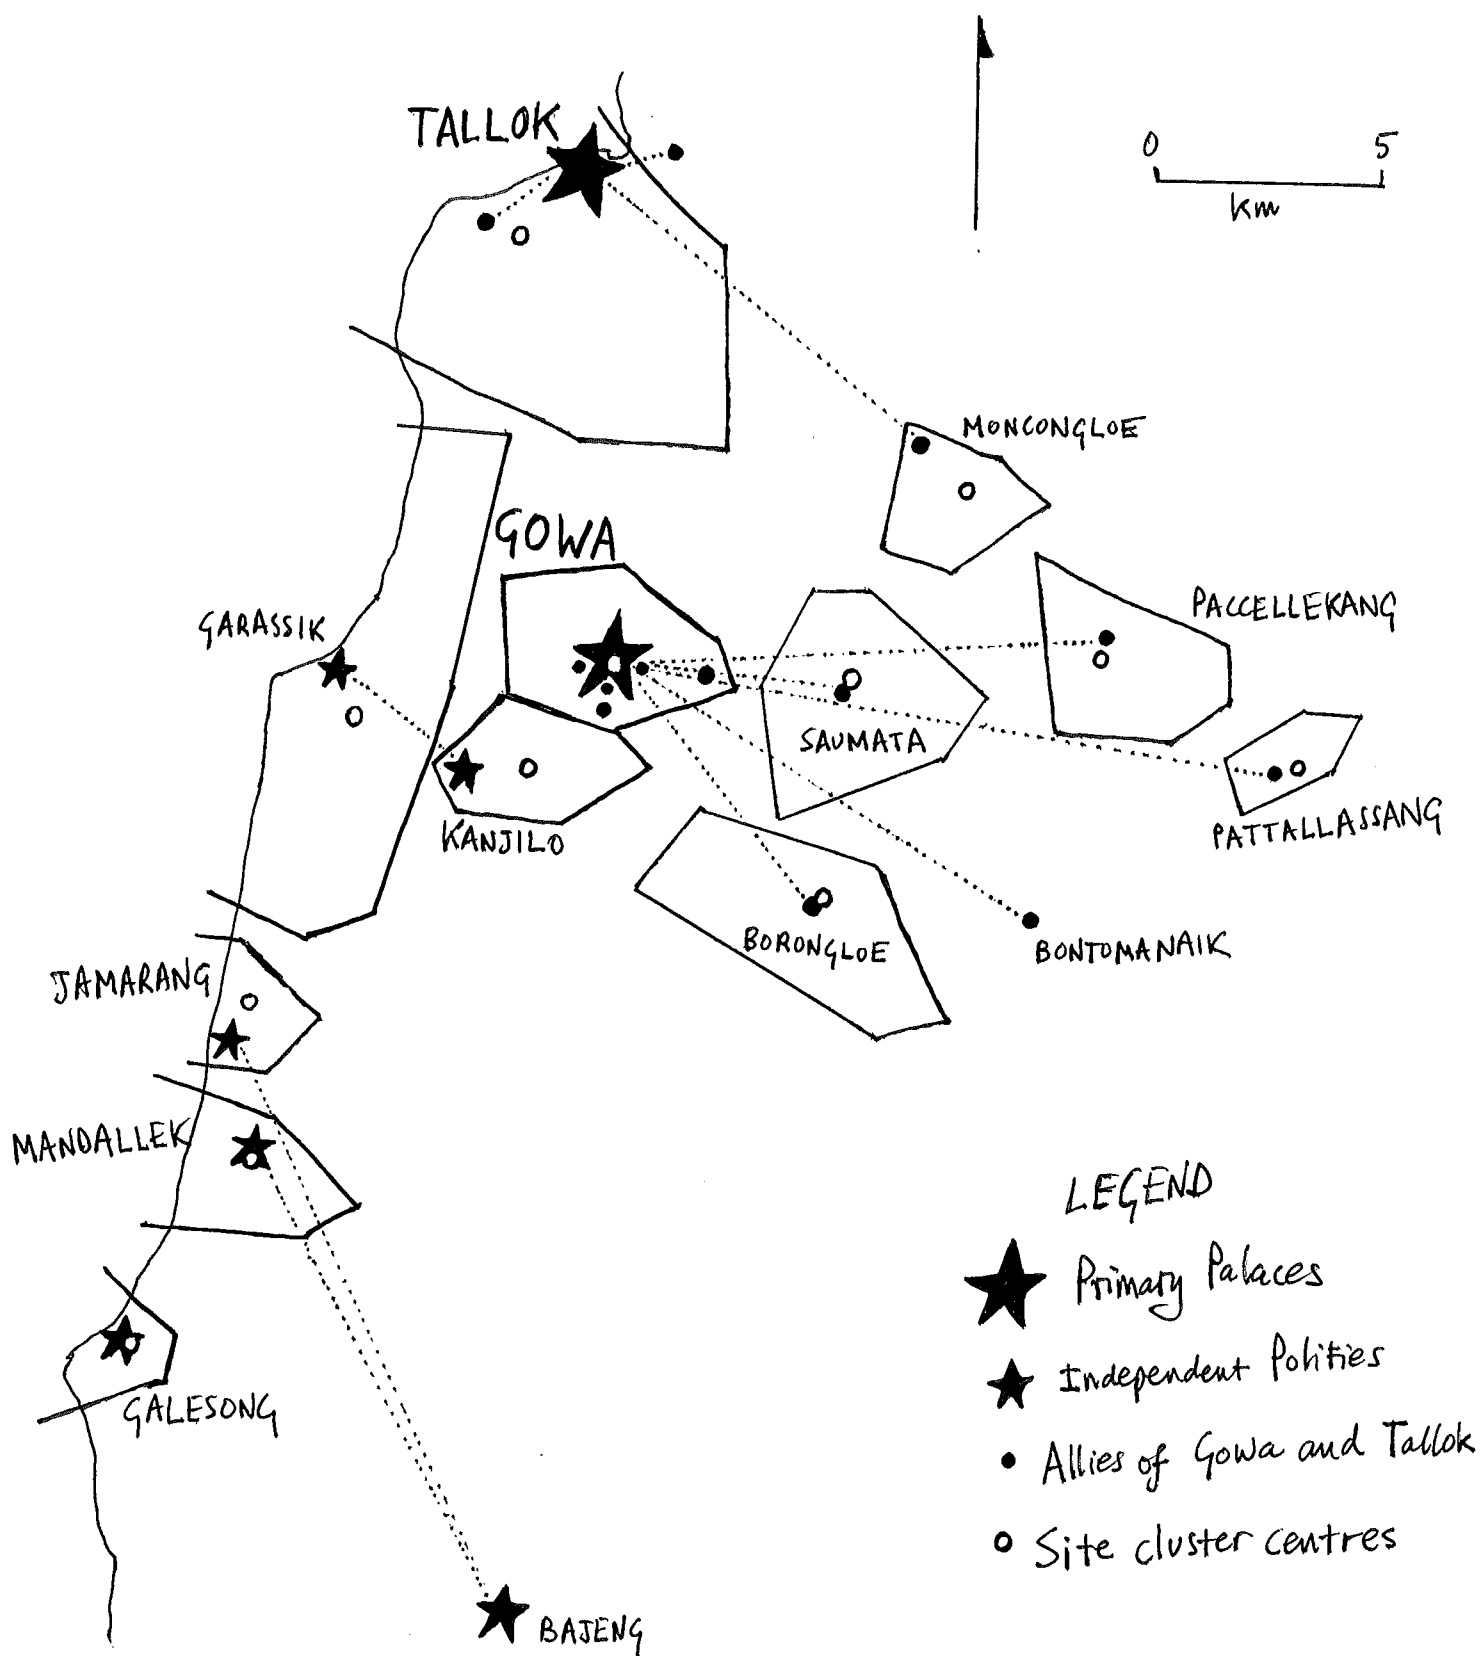 TALLOK
0 5
km
MONCONGLOE
GOWA
PACCELLEKANG
GARASSIK
SAUMATA
PATTALLASSANG
KANJILO
BORONGLOE
BONTOMANAIK
JAMARANG
MANDALLEK
LEGEND
Primary Palaces
Independent Polities
GALESONG
Allies of Gowa and Tallok
Site cluster centres
BAJENG